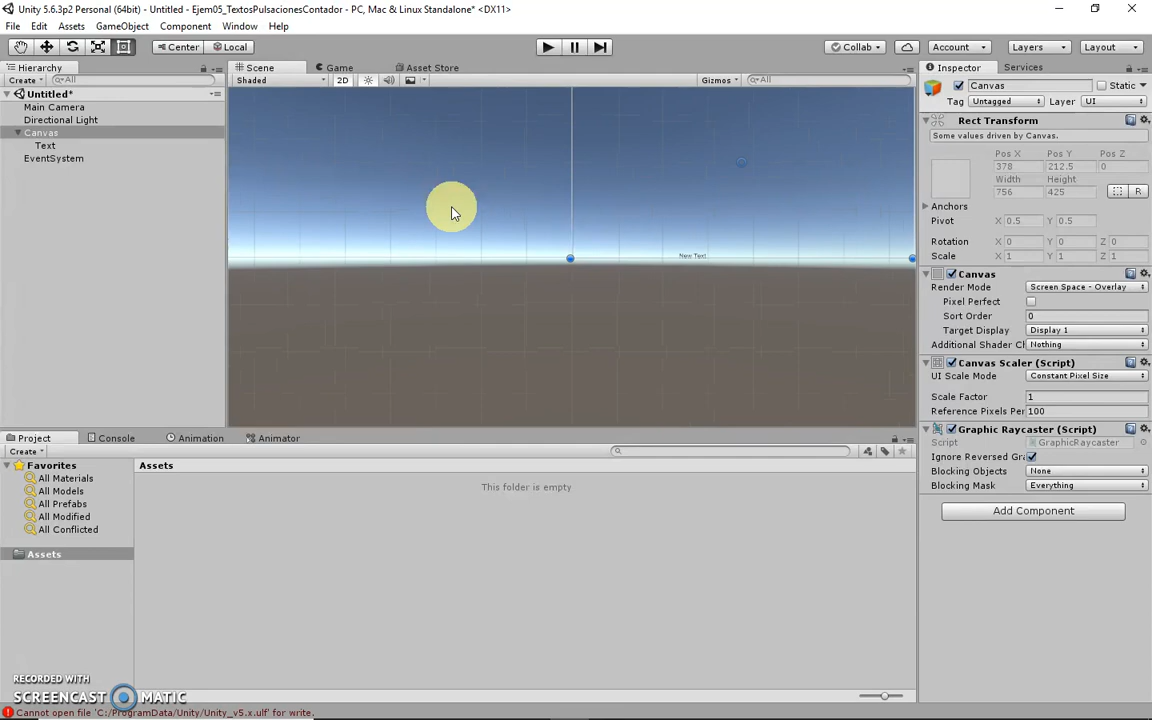 Unity 5.6.3p2 Personal (64bit) - Untitled - Ejem05_TextosPulsacionesContador - PC, Mac & Linux Standalone* <DX11>
File Edit Assets GameObject Component Window Help
Center Local Collab Account Layers Layout
Hierarchy Scene Game Asset Store Inspector Services
Create All Shaded 2D Gizmos All
Canvas Static
Tag Untagged Layer UI
Untitled*
Main Camera
Directional Light
Canvas
Text
EventSystem
New Text
Rect Transform
Some values driven by Canvas.
Pos X Pos Y Pos Z
378 212.5 0
Width Height
756 425
R
Anchors
Pivot X 0.5 Y 0.5
Rotation X 0 Y 0 Z 0
Scale X 1 Y 1 Z 1
Canvas
Render Mode Screen Space - Overlay
Pixel Perfect
Sort Order 0
Target Display Display 1
Additional Shader Cl Nothing
Canvas Scaler (Script)
UI Scale Mode Constant Pixel Size
Scale Factor 1
Reference Pixels Per 100
Graphic Raycaster (Script)
Script GraphicRaycaster
Ignore Reversed Gra
Blocking Objects None
Blocking Mask Everything
Add Component
Project Console Animation Animator
Create
Favorites
All Materials
All Models
All Prefabs
All Modified
All Conflicted
Assets
Assets
This folder is empty
RECORDED WITH
SCREENCAST MATIC
Cannot open file 'C:/ProgramData/Unity/Unity_v5.x.ulf' for write.